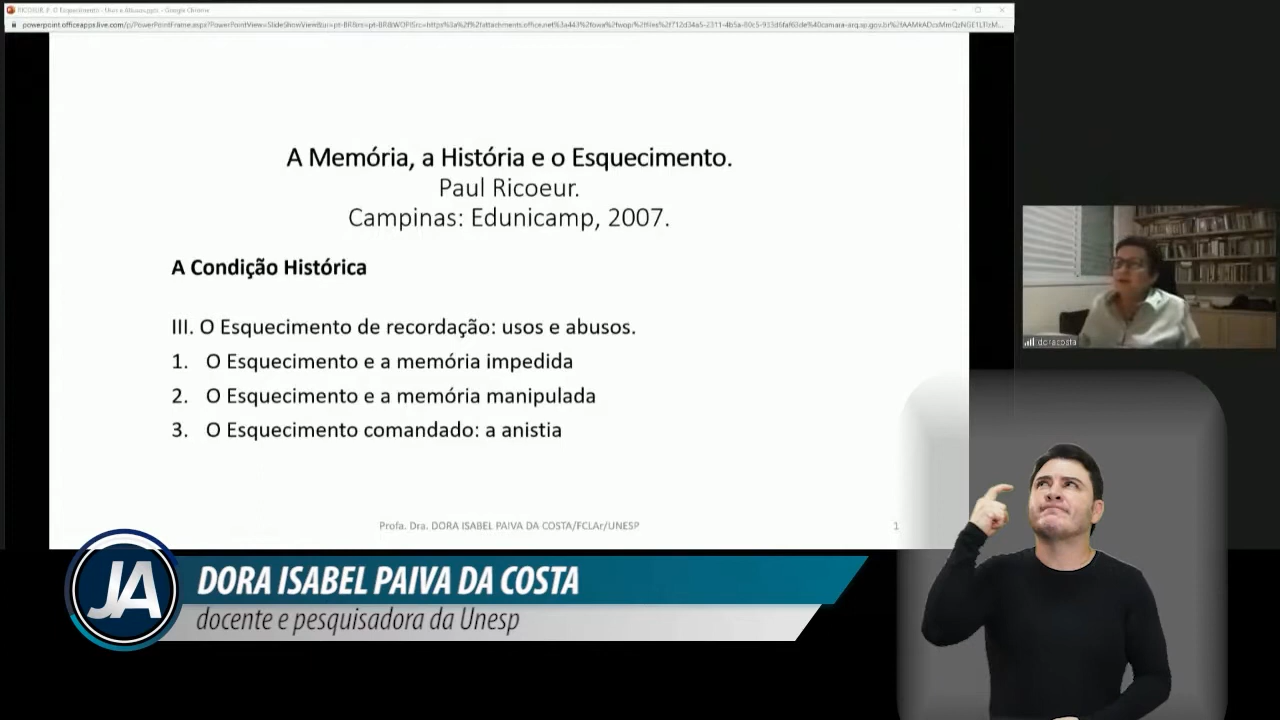 A Memória, a História e o Esquecimento.
Paul Ricoeur.
Campinas: Edunicamp, 2007.
A Condição Histórica
III. O Esquecimento de recordação: usos e abusos.
1. O Esquecimento e a memória impedida
2. O Esquecimento e a memória manipulada
3. O Esquecimento comandado: a anistia
Profa. Dra. DORA ISABEL PAIVA DA COSTA/FCLAr/UNESP
1
doracosta
JA
DORA ISABEL PAIVA DA COSTA
docente e pesquisadora da Unesp